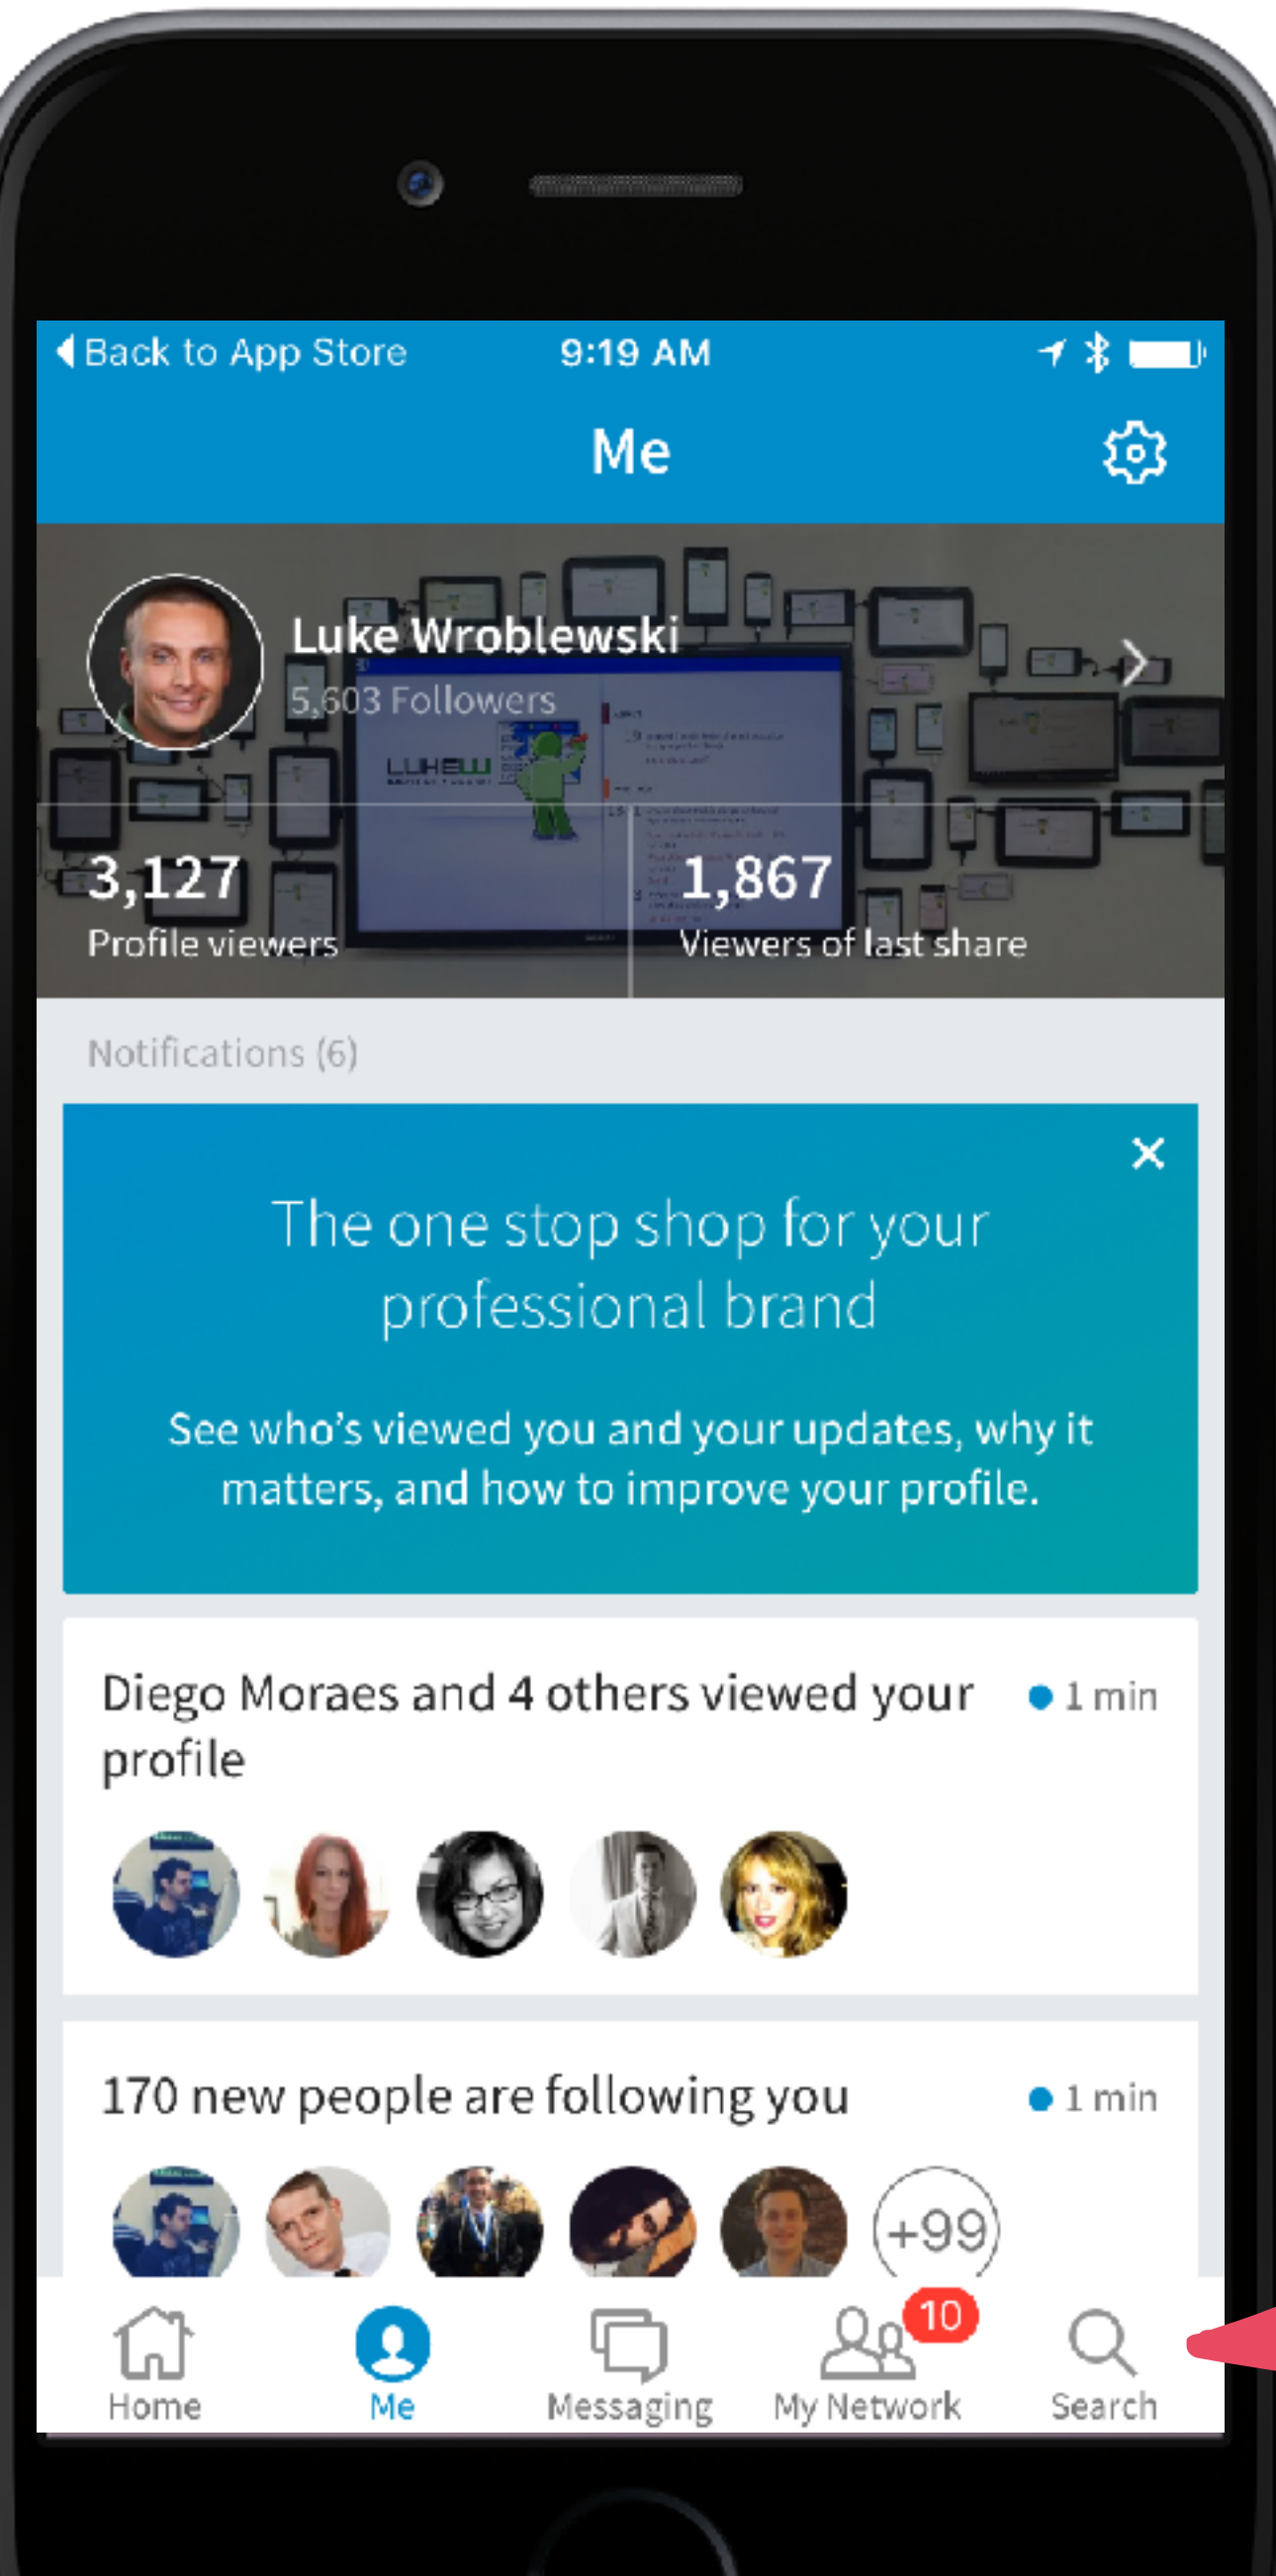 Back to App Store
9:19 AM
Me
Luke Wroblewski
5,603 Followers
LUKEW
3,127
Profile viewers
1,867
Viewers of last share
Notifications (6)
The one stop shop for your
professional brand
See who's viewed you and your updates, why it
matters, and how to improve your profile.
Diego Moraes and 4 others viewed your
profile
1 min
170 new people are following you
1 min
+99
10
Home
Me
Messaging
My Network
Search